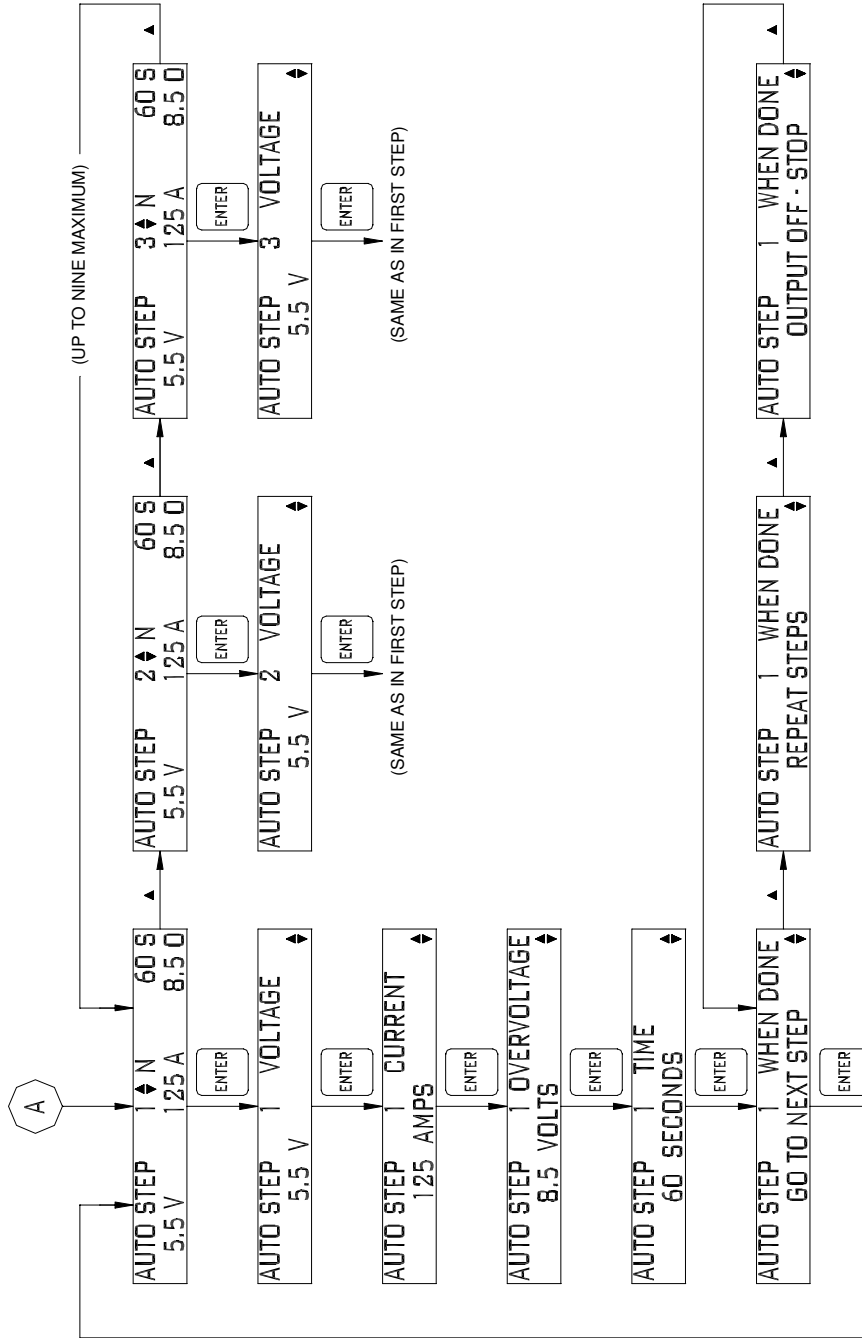 (UP TO NINE MAXIMUM)
A
AUTO STEP 1 N 60 S
5.5 V 125 A 8.5 O
AUTO STEP 2 N 60 S
5.5 V 125 A 8.5 O
AUTO STEP 3 N 60 S
5.5 V 125 A 8.5 O
ENTER
ENTER
ENTER
AUTO STEP 1 VOLTAGE
5.5 V
AUTO STEP 2 VOLTAGE
5.5 V
AUTO STEP 3 VOLTAGE
5.5 V
ENTER
ENTER
ENTER
AUTO STEP 1 CURRENT
125 AMPS
(SAME AS IN FIRST STEP)
(SAME AS IN FIRST STEP)
ENTER
AUTO STEP 1 OVERVOLTAGE
8.5 VOLTS
ENTER
AUTO STEP 1 TIME
60 SECONDS
ENTER
AUTO STEP 1 WHEN DONE
GO TO NEXT STEP
AUTO STEP 1 WHEN DONE
REPEAT STEPS
AUTO STEP 1 WHEN DONE
OUTPUT OFF - STOP
ENTER